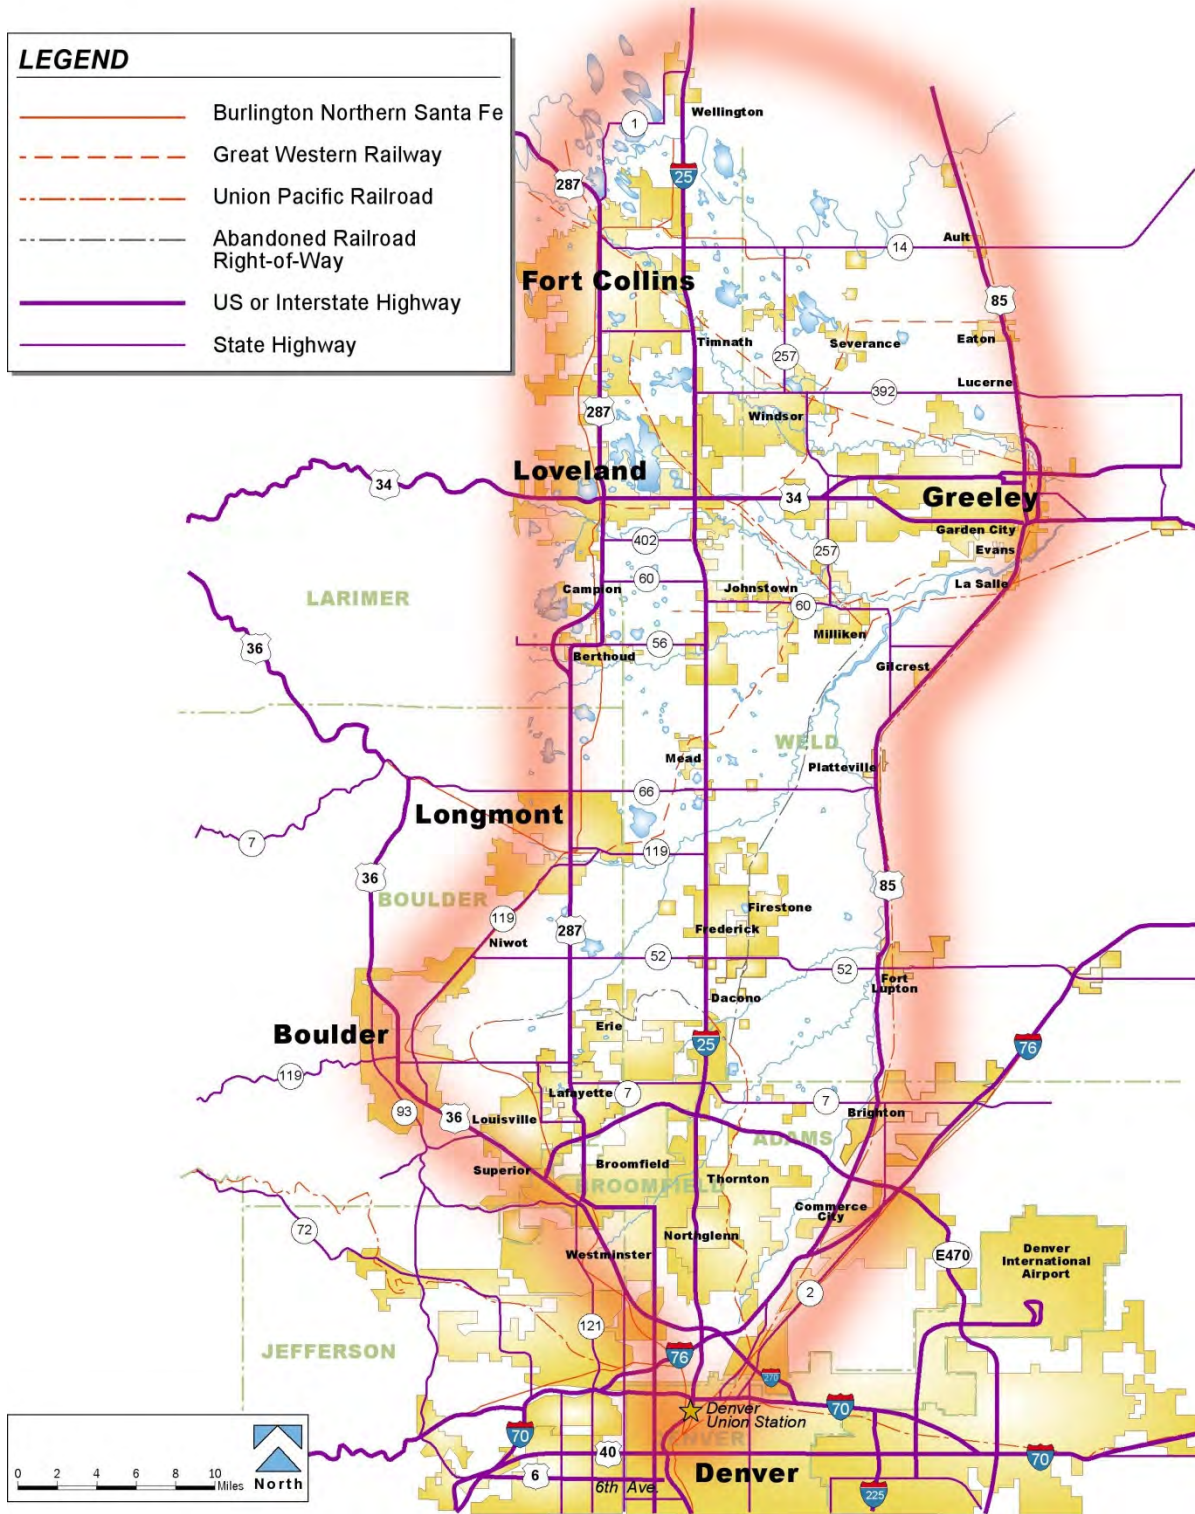 LEGEND
Burlington Northern Santa Fe
Great Western Railway
Union Pacific Railroad
Abandoned Railroad
Right-of-Way
US or Interstate Highway
State Highway
Wellington
1
287
25
Ault
14
Fort Collins
85
Timnath
Severance
Eaton
257
Lucerne
392
287
Windsor
Loveland
34
34
Greeley
Garden City
402
257
Evans
60
Campion
Johnstown
La Salle
LARIMER
60
Milliken
36
56
Berthoud
Gilcrest
WELD
Mead
Platteville
66
Longmont
7
119
36
85
BOULDER
Firestone
119
Frederick
287
Niwot
52
52
Fort
Lupton
Dacono
Erie
Boulder
25
76
119
Lafayette
7
7
93
36
Louisville
Brighton
ADAMS
Superior
Broomfield
Thornton
BROOMFIELD
Commerce
City
72
Northglenn
Westminster
E470
Denver
International
Airport
2
121
JEFFERSON
76
270
Denver
Union Station
70
70
DENVER
40
70
Denver
6
6th Ave.
225
0 2 4 6 8 10
Miles
North